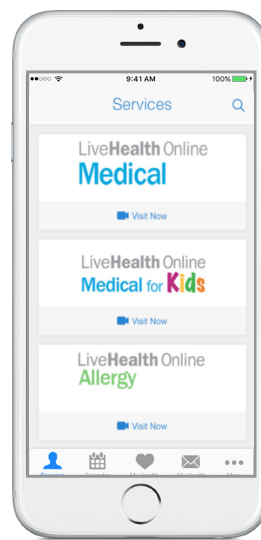 9:41 AM
100%
Services
LiveHealth Online
Medical
Visit Now
LiveHealth Online
Medical for Kids
Visit Now
LiveHealth Online
Allergy
Visit Now